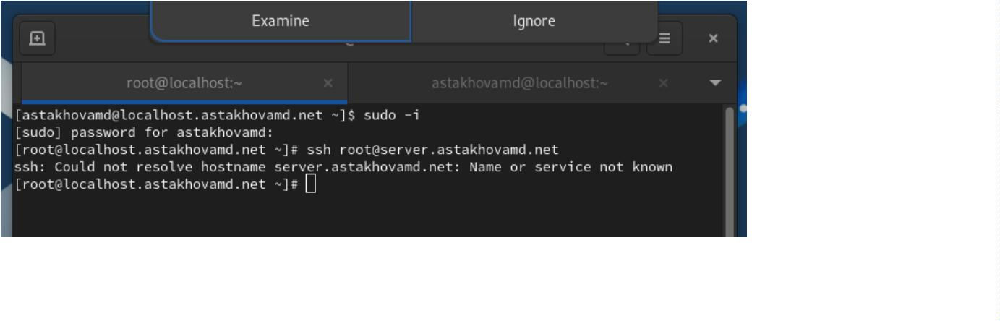 Examine Ignore
root@localhost:~ astakhovamd@localhost:~
[astakhovamd@localhost.astakhovamd.net ~]$ sudo -i
[sudo] password for astakhovamd:
[root@localhost.astakhovamd.net ~]# ssh root@server.astakhovamd.net
ssh: Could not resolve hostname server.astakhovamd.net: Name or service not known
[root@localhost.astakhovamd.net ~]#